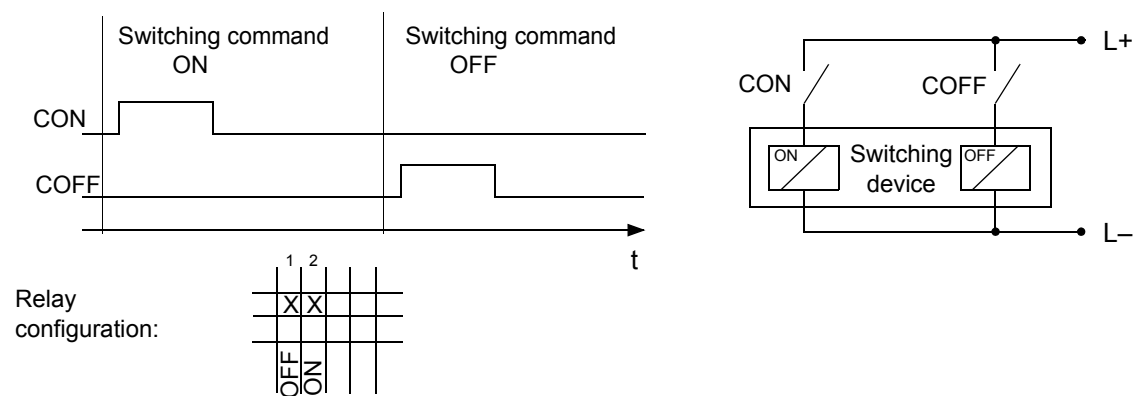 Switching command
ON
Switching command
OFF
CON
COFF
t
L+
CON
COFF
ON
Switching
device
OFF
L–
Relay
configuration:
1 2
X X
OFF
ON